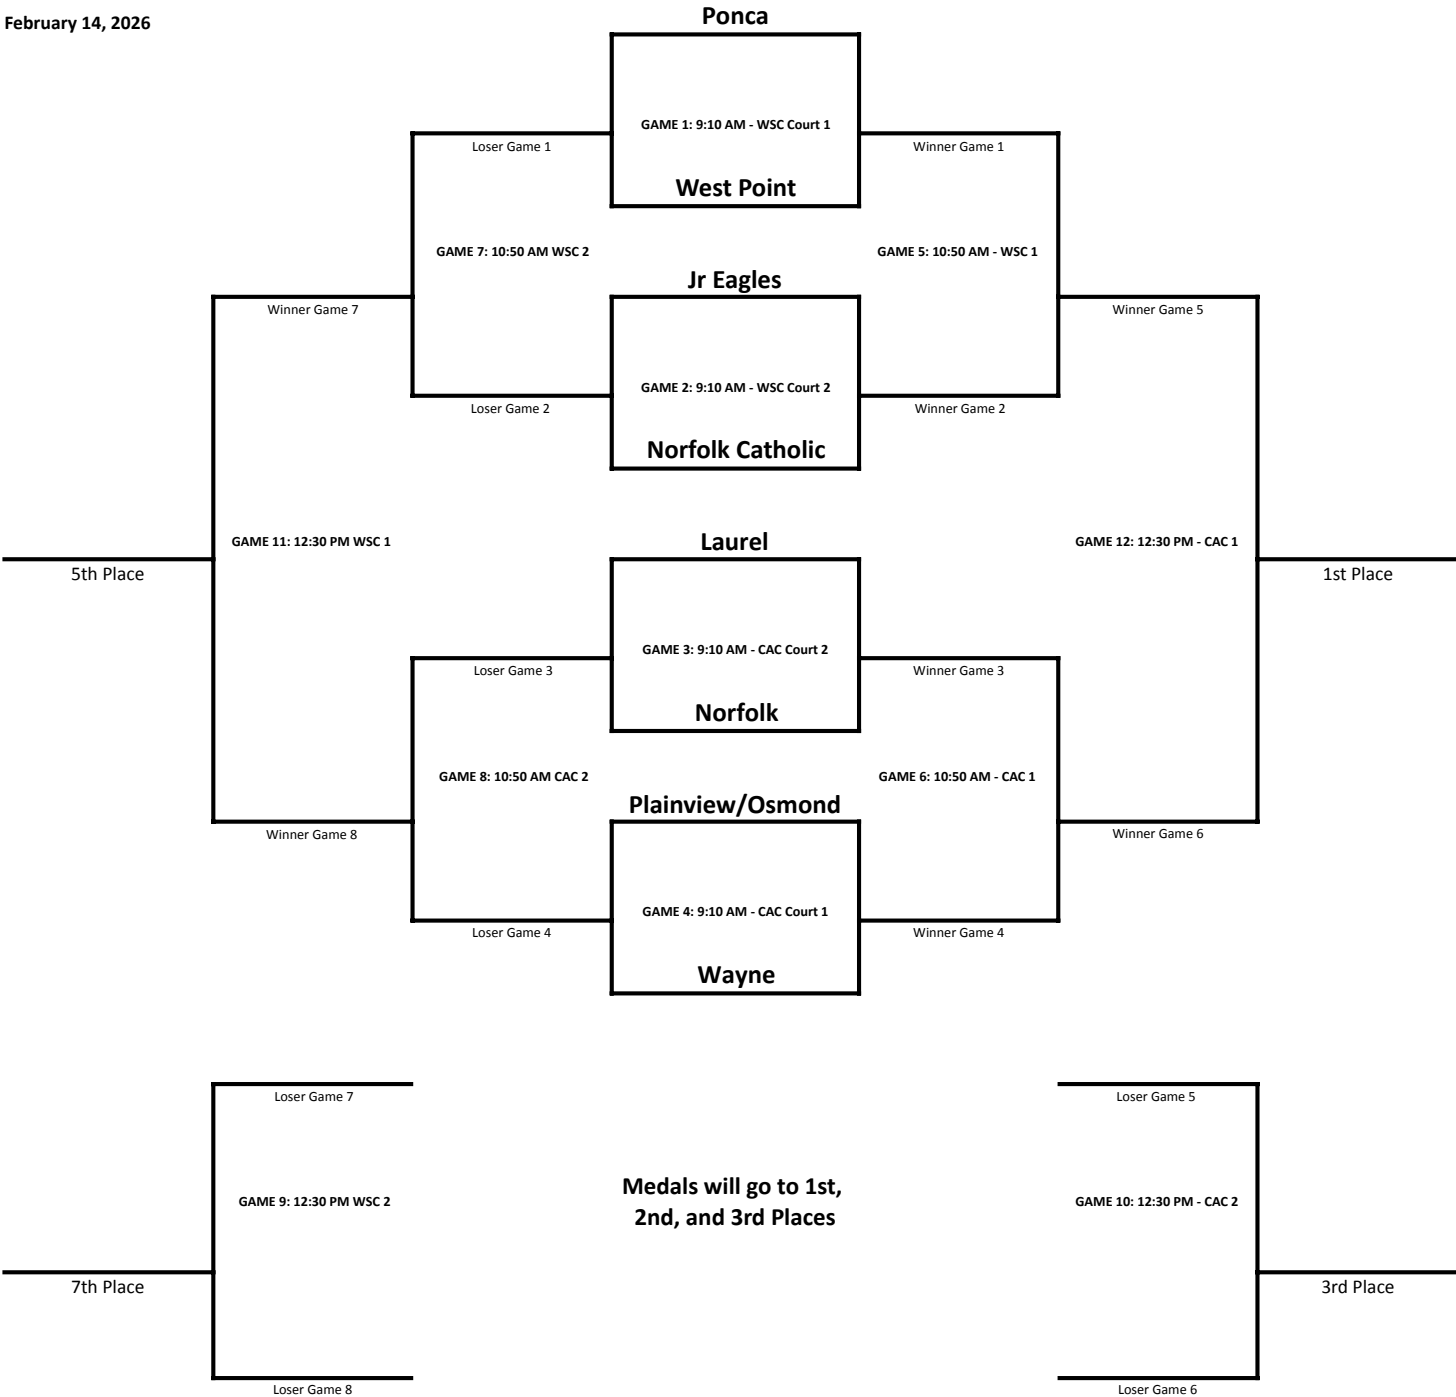 February 14, 2026
Ponca
GAME 1: 9:10 AM - WSC Court 1
Loser Game 1
Winner Game 1
West Point
GAME 7: 10:50 AM WSC 2
GAME 5: 10:50 AM - WSC 1
Jr Eagles
Winner Game 7
Winner Game 5
GAME 2: 9:10 AM - WSC Court 2
Loser Game 2
Winner Game 2
Norfolk Catholic
GAME 11: 12:30 PM WSC 1
Laurel
GAME 12: 12:30 PM - CAC 1
5th Place
1st Place
GAME 3: 9:10 AM - CAC Court 2
Loser Game 3
Winner Game 3
Norfolk
GAME 8: 10:50 AM CAC 2
GAME 6: 10:50 AM - CAC 1
Plainview/Osmond
Winner Game 8
Winner Game 6
GAME 4: 9:10 AM - CAC Court 1
Loser Game 4
Winner Game 4
Wayne
Loser Game 7
Loser Game 5
Medals will go to 1st,
2nd, and 3rd Places
GAME 9: 12:30 PM WSC 2
GAME 10: 12:30 PM - CAC 2
7th Place
3rd Place
Loser Game 8
Loser Game 6